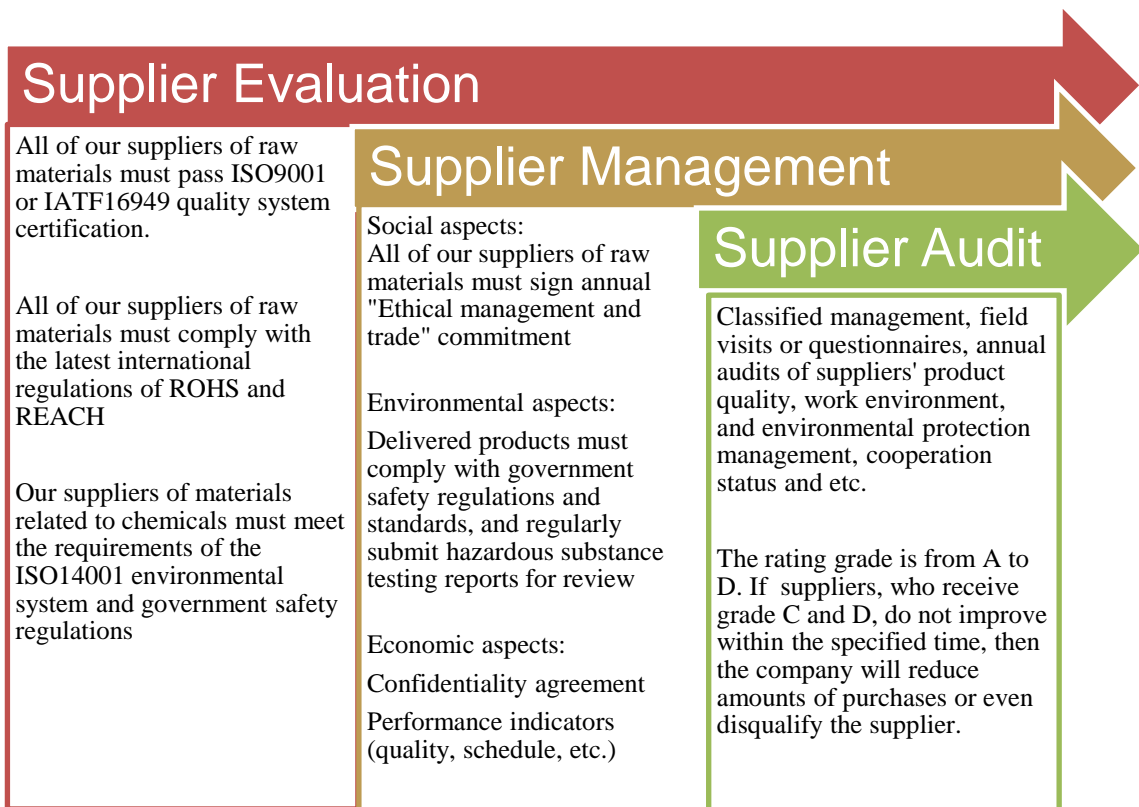 Supplier Evaluation
All of our suppliers of raw
materials must pass ISO9001
or IATF16949 quality system
certification.
All of our suppliers of raw
materials must comply with
the latest international
regulations of ROHS and
REACH
Our suppliers of materials
related to chemicals must meet
the requirements of the
ISO14001 environmental
system and government safety
regulations
Supplier Management
Social aspects:
All of our suppliers of raw
materials must sign annual
"Ethical management and
trade" commitment
Environmental aspects:
Delivered products must
comply with government
safety regulations and
standards, and regularly
submit hazardous substance
testing reports for review
Economic aspects:
Confidentiality agreement
Performance indicators
(quality, schedule, etc.)
Supplier Audit
Classified management, field
visits or questionnaires, annual
audits of suppliers' product
quality, work environment,
and environmental protection
management, cooperation
status and etc.
The rating grade is from A to
D. If  suppliers, who receive
grade C and D, do not improve
within the specified time, then
the company will reduce
amounts of purchases or even
disqualify the supplier.